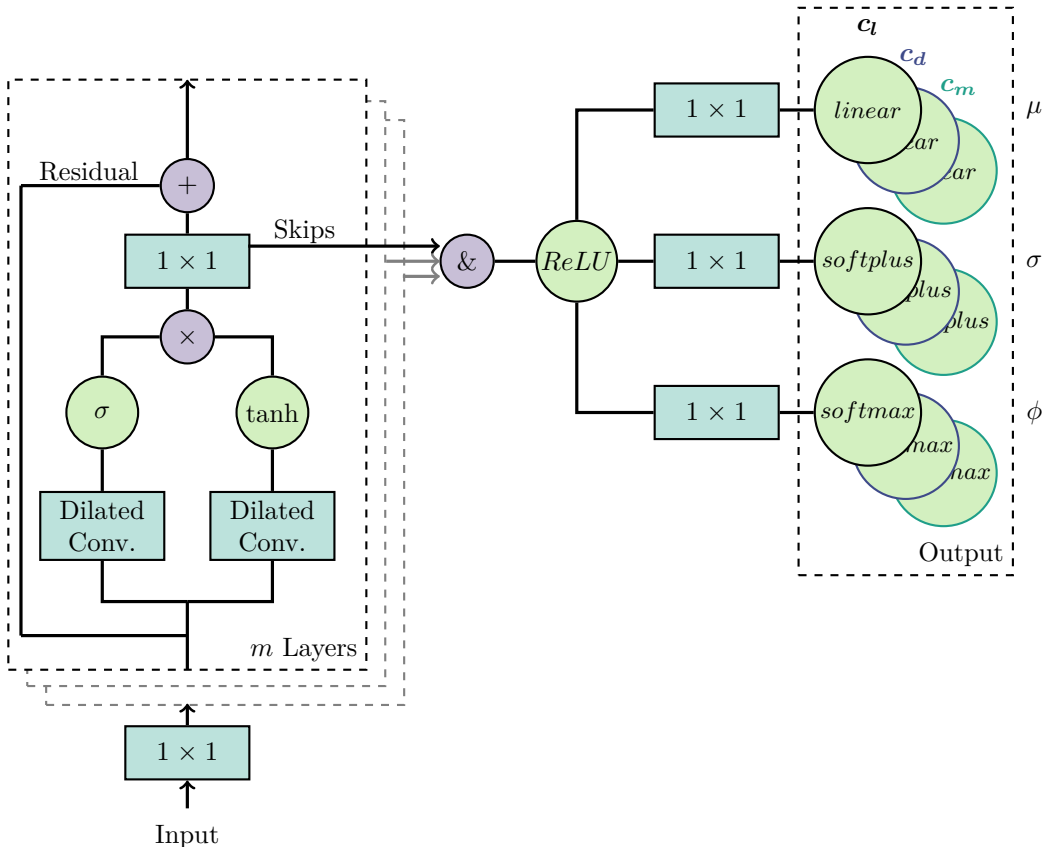 c_l
c_d
c_m
1 × 1
linear
ear
ear
μ
Residual
+
Skips
1 × 1
&
ReLU
1 × 1
softplus
plus
plus
σ
×
σ
tanh
1 × 1
softmax
max
max
ϕ
Dilated
Conv.
Dilated
Conv.
Output
m Layers
1 × 1
Input